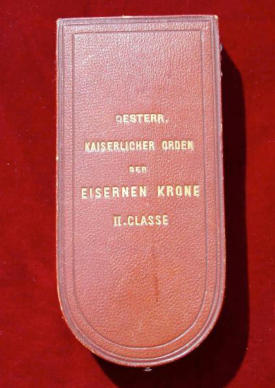 OESTERR.
KAISERLICHER ORDEN
DER
EISERNEN KRONE
II. CLASSE